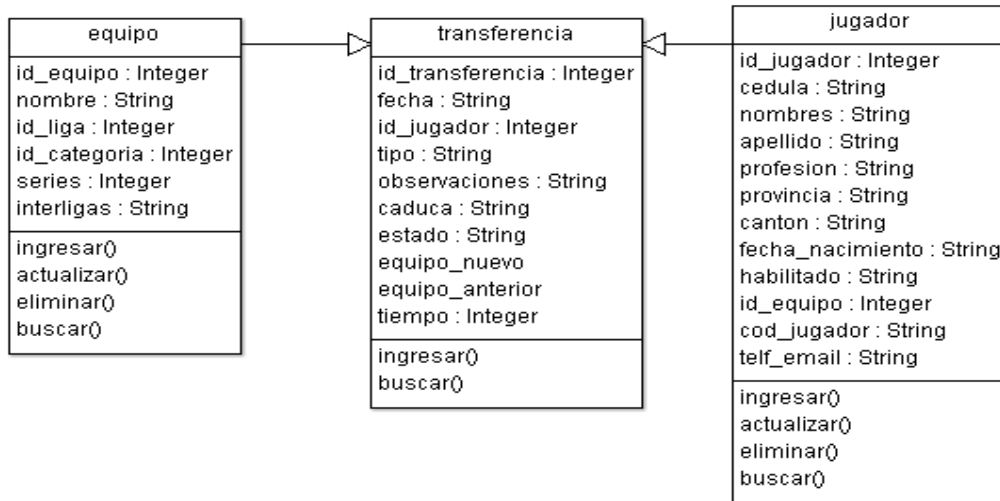 equipo
id_equipo : Integer
nombre : String
id_liga : Integer
id_categoria : Integer
series : Integer
interligas : String
ingresar()
actualizar()
eliminar()
buscar()
transferencia
id_transferencia : Integer
fecha : String
id_jugador : Integer
tipo : String
observaciones : String
caduca : String
estado : String
equipo_nuevo
equipo_anterior
tiempo : Integer
ingresar()
buscar()
jugador
id_jugador : Integer
cedula : String
nombres : String
apellido : String
profesion : String
provincia : String
canton : String
fecha_nacimiento : String
habilitado : String
id_equipo : Integer
cod_jugador : String
telf_email : String
ingresar()
actualizar()
eliminar()
buscar()